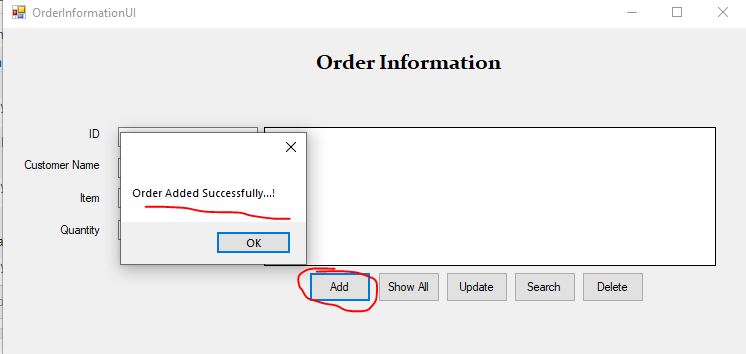 OrderInformationUI
Order Information
ID
Customer Name
Order Added Successfully...!
Item
Quantity
OK
Add Show All Update Search Delete